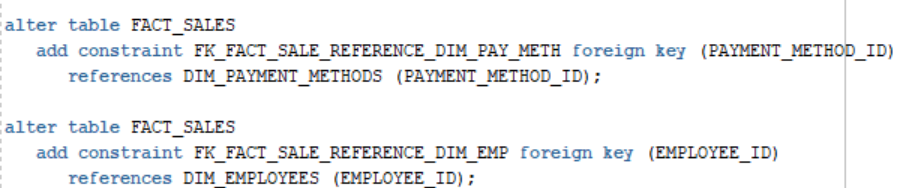 alter table FACT_SALES
add constraint FK_FACT_SALE_REFERENCE_DIM_PAY_METH foreign key (PAYMENT_METHOD_ID)
references DIM_PAYMENT_METHODS (PAYMENT_METHOD_ID);
alter table FACT_SALES
add constraint FK_FACT_SALE_REFERENCE_DIM_EMP foreign key (EMPLOYEE_ID)
references DIM_EMPLOYEES (EMPLOYEE_ID);